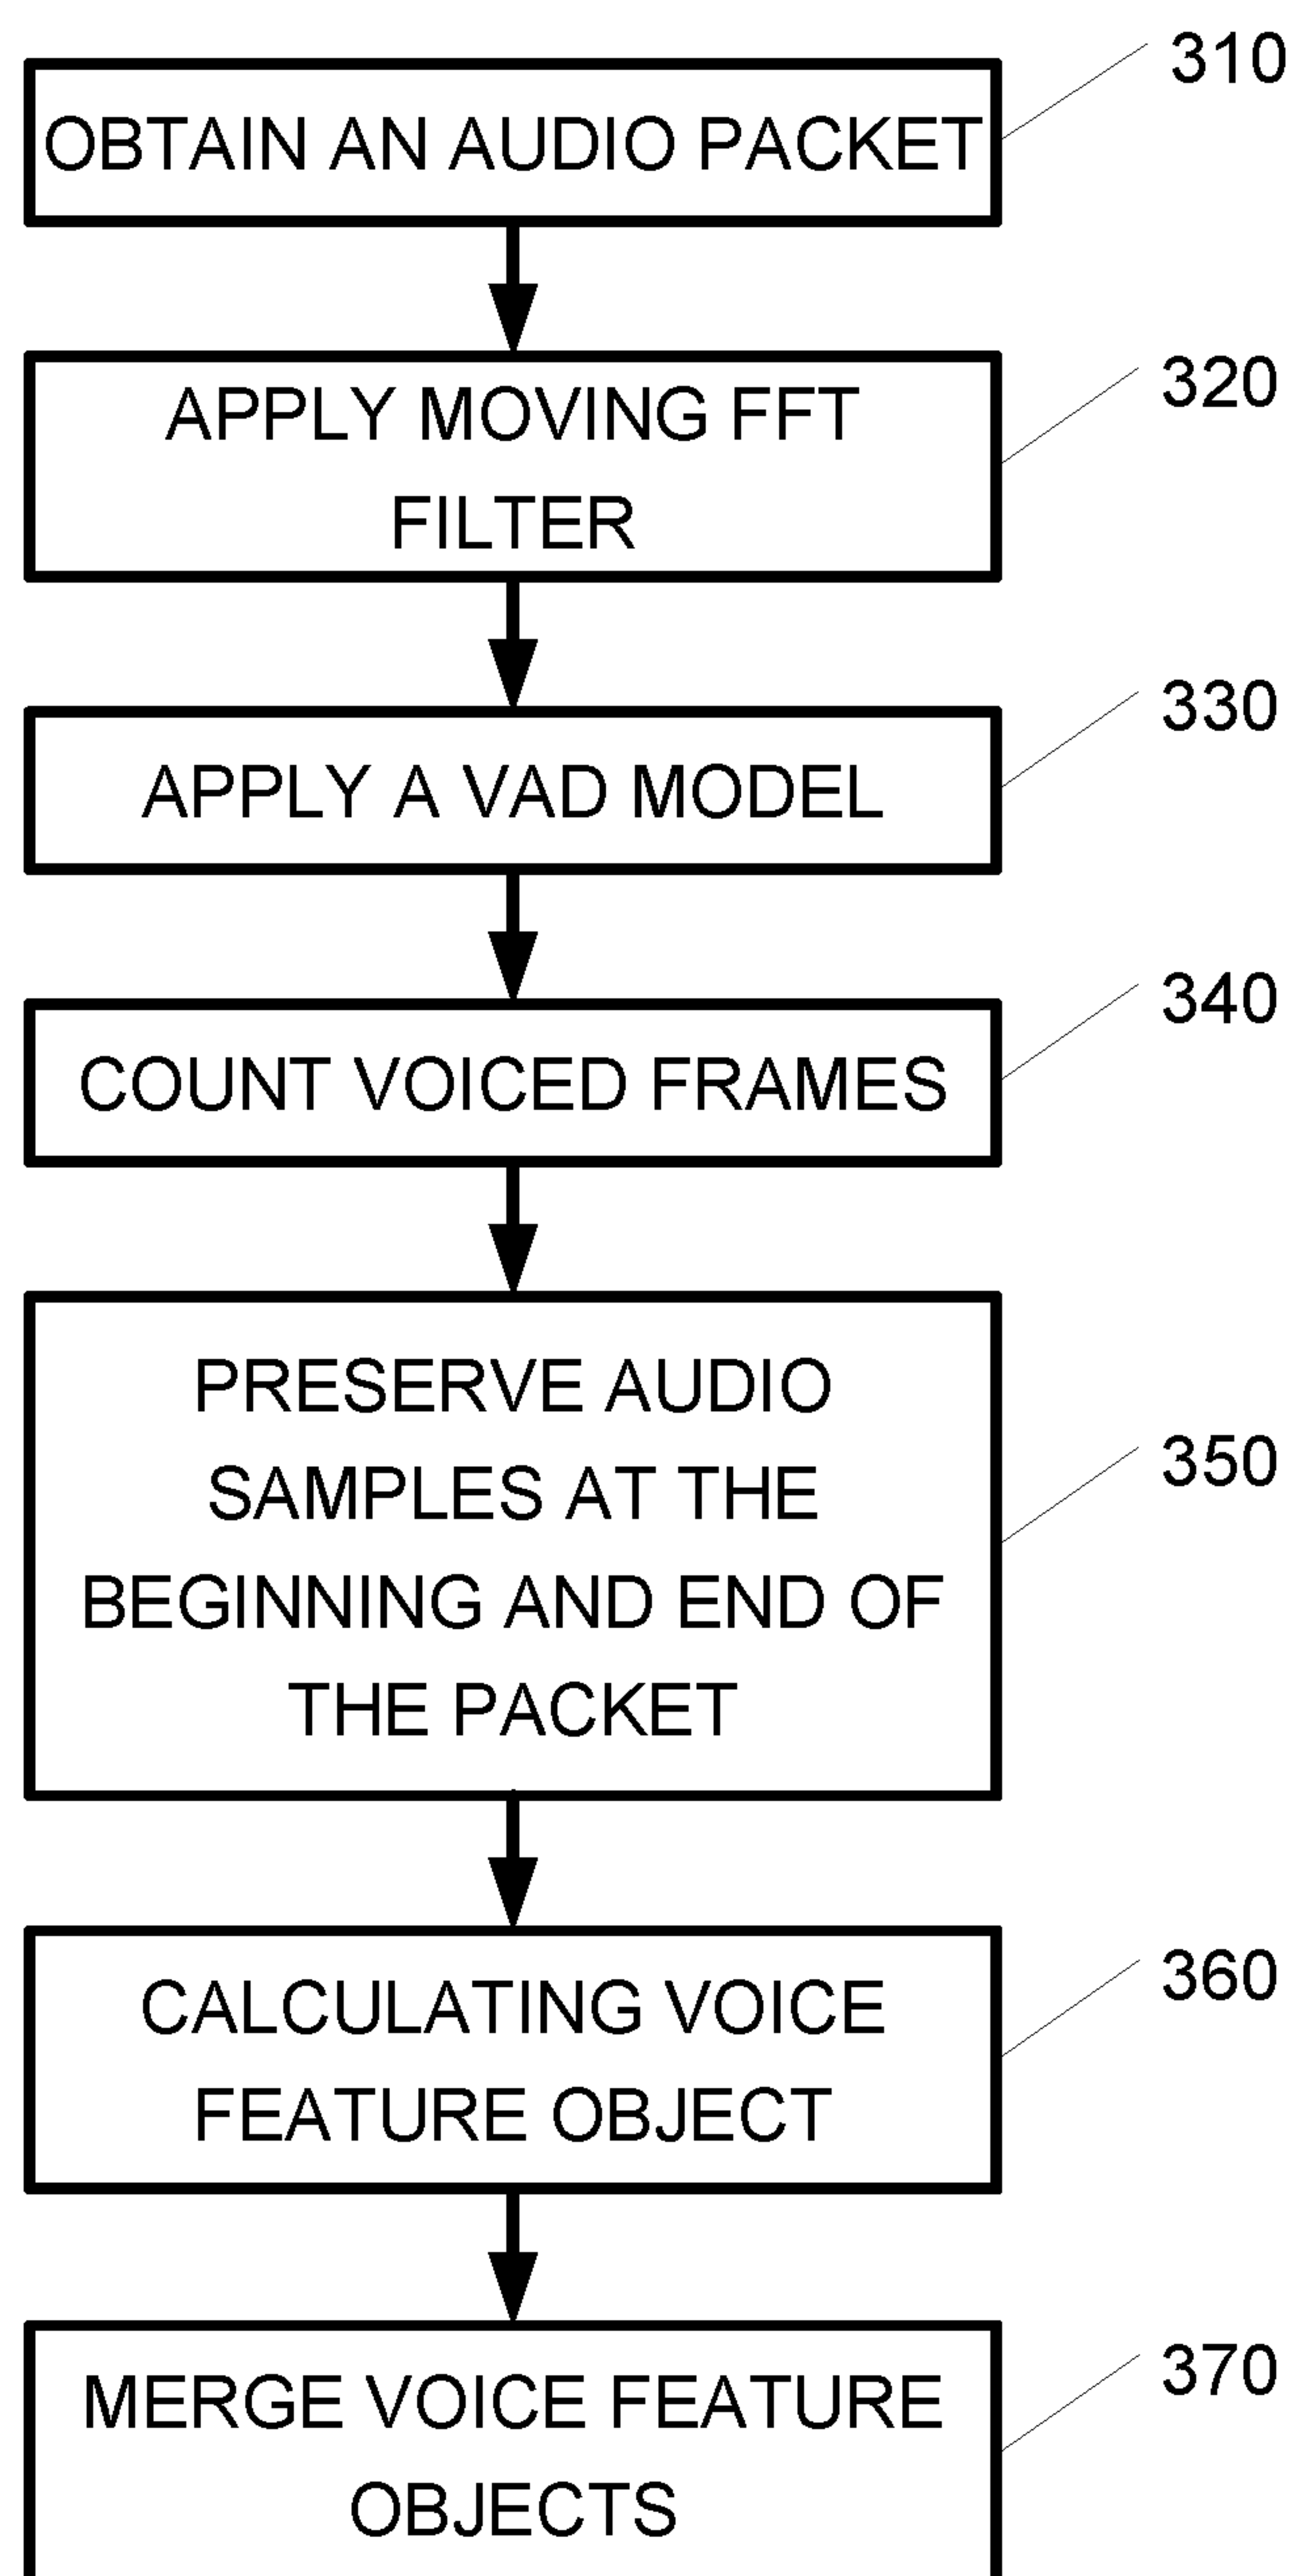 310
OBTAIN AN AUDIO PACKET
320
APPLY MOVING FFT
FILTER
330
APPLY A VAD MODEL
340
COUNT VOICED FRAMES
350
PRESERVE AUDIO
SAMPLES AT THE
BEGINNING AND END OF
THE PACKET
360
CALCULATING VOICE
FEATURE OBJECT
370
MERGE VOICE FEATURE
OBJECTS